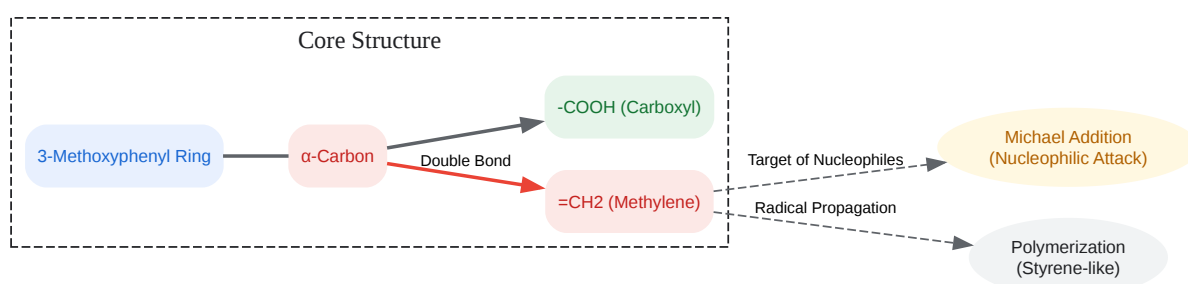 Core Structure
3-Methoxyphenyl Ring
α-Carbon
-COOH (Carboxyl)
Double Bond
=CH2 (Methylene)
Target of Nucleophiles
Radical Propagation
Michael Addition
(Nucleophilic Attack)
Polymerization
(Styrene-like)